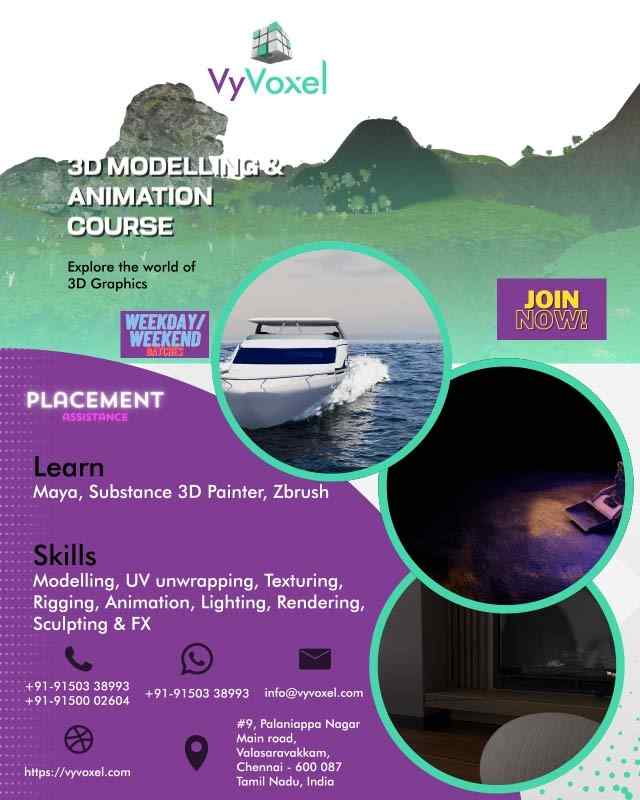 VyVoxel
3D MODELLING &
ANIMATION
COURSE
Explore the world of
3D Graphics
JOIN
NOW!
WEEKDAY/
WEEKEND
BATCHES
PLACEMENT
ASSISTANCE
Learn
Maya, Substance 3D Painter, Zbrush
Skills
Modelling, UV unwrapping, Texturing,
Rigging, Animation, Lighting, Rendering,
Sculpting & FX
+91-91503 38993
+91-91500 02604
+91-91503 38993
info@vyvoxel.com
https://vyvoxel.com
#9, Palaniappa Nagar
Main road,
Valasaravakkam,
Chennai - 600 087
Tamil Nadu, India